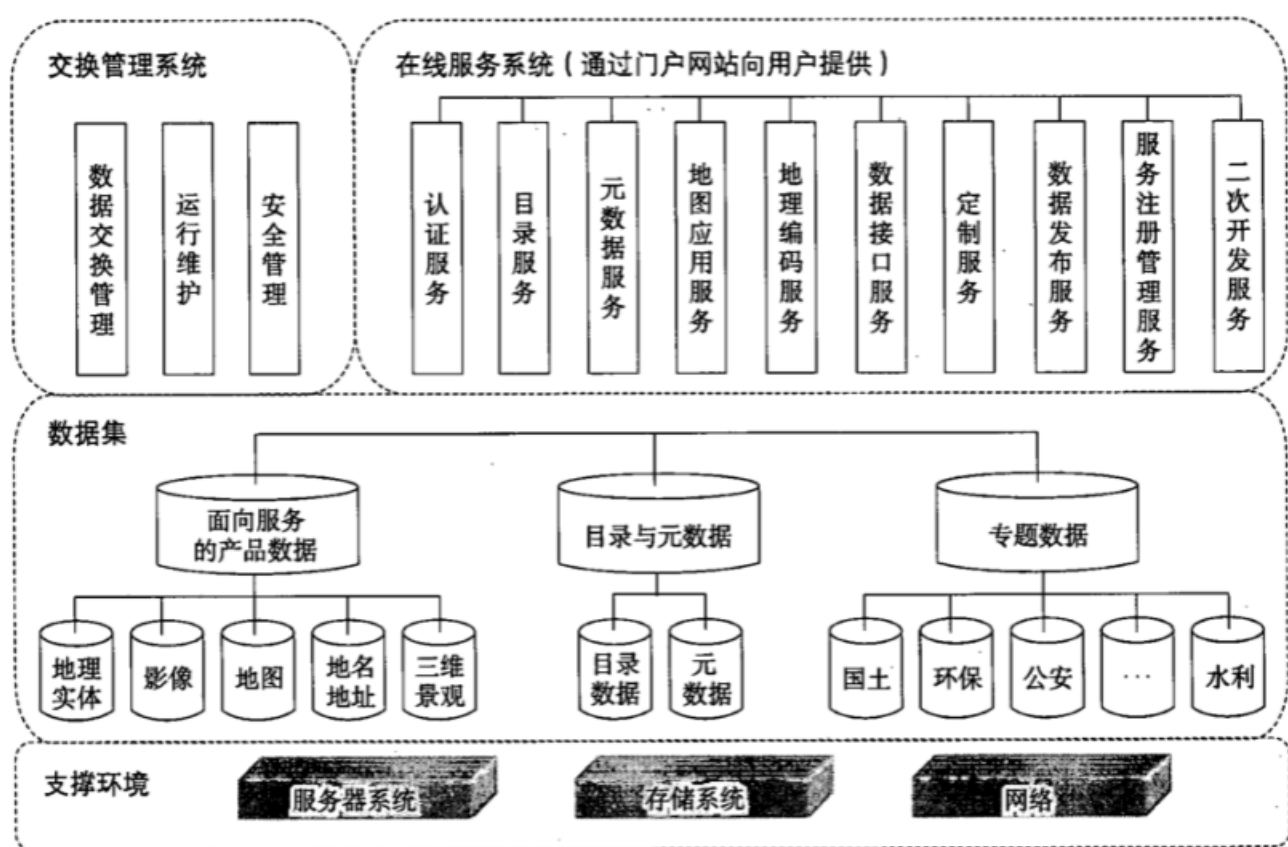 交换管理系统
数据交换管理
运行维护
安全管理
在线服务系统（通过门户网站向用户提供）
认证服务
目录服务
元数据服务
地图应用服务
地理编码服务
数据接口服务
定制服务
数据发布服务
服务注册管理服务
二次开发服务
数据集
面向服务
的产品数据
目录与元数据
专题数据
地理
实体
影像
地图
地名
地址
三维
景观
目录
数据
元
数据
国土
环保
公安
…
水利
支撑环境
服务器系统
存储系统
网络